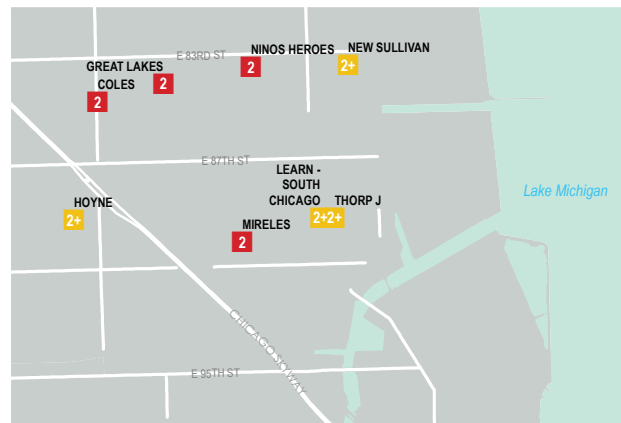 E 83RD ST
NINOS HEROES
NEW SULLIVAN
2
2+
GREAT LAKES
2
COLES
2
E 87TH ST
LEARN -
SOUTH
CHICAGO
THORP J
2+2+
HOYNE
2+
MIRELES
2
Lake Michigan
CHICAGO SKYWAY
E 95TH ST